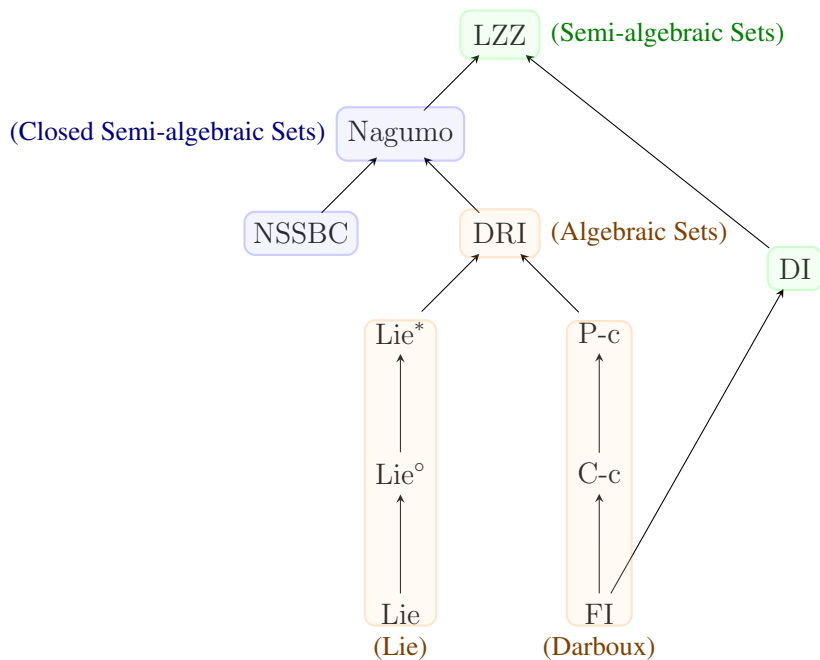 LZZ
(Semi-algebraic Sets)
(Closed Semi-algebraic Sets)
Nagumo
NSSBC
DRI
(Algebraic Sets)
DI
Lie*
P-c
Lie°
C-c
Lie
FI
(Lie)
(Darboux)